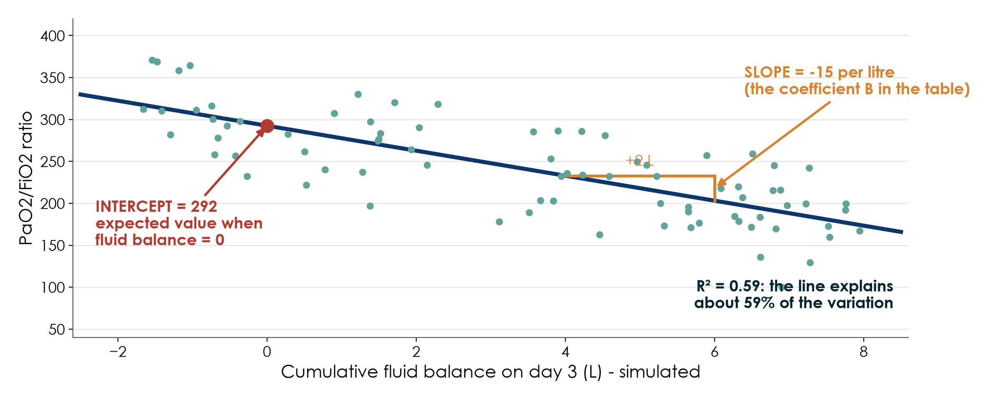 400
350
300
250
200
150
100
50
PaO2/FiO2 ratio
SLOPE = -15 per litre
(the coefficient B in the table)
+2 L
INTERCEPT = 292
expected value when
fluid balance = 0
R² = 0.59: the line explains
about 59% of the variation
−2 0 2 4 6 8
Cumulative fluid balance on day 3 (L) - simulated